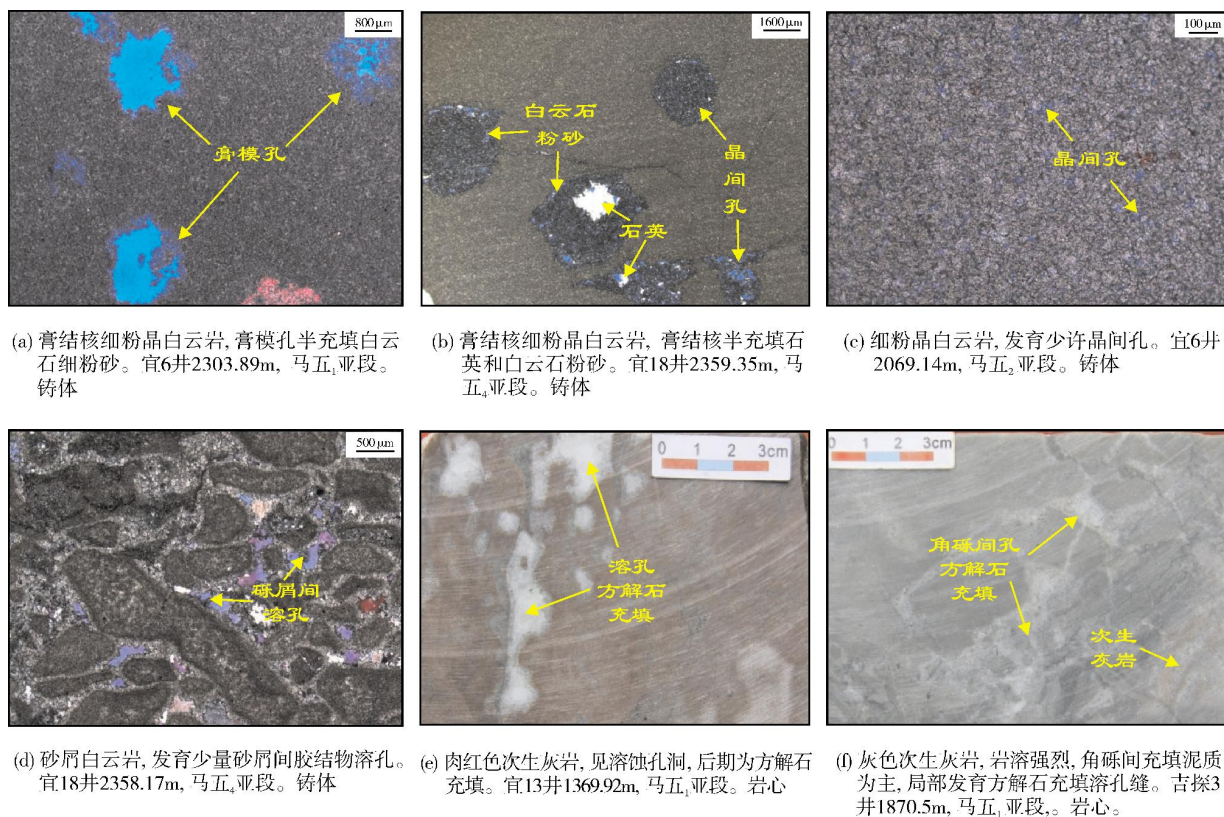 800μm
膏模孔
1600μm
白云石
粉砂
晶
间
孔
石英
100μm
晶间孔
(a) 膏结核细粉晶白云岩, 膏模孔半充填白云
石细粉砂。宜6井2303.89m, 马五₁亚段。
铸体
(b) 膏结核细粉晶白云岩, 膏结核半充填石
英和白云石粉砂。宜18井2359.35m, 马
五₄亚段。铸体
(c) 细粉晶白云岩, 发育少许晶间孔。宜6井
2069.14m, 马五₂亚段。铸体
500μm
砾屑间
溶孔
0 1 2 3cm
溶孔
方解石
充填
0 1 2 3cm
角砾间孔
方解石
充填
次生
灰岩
(d) 砂屑白云岩, 发育少量砂屑间胶结物溶孔。
宜18井2358.17m, 马五₄亚段。铸体
(e) 肉红色次生灰岩, 见溶蚀孔洞, 后期为方解石
充填。宜13井1369.92m, 马五₁亚段。岩心
(f) 灰色次生灰岩, 岩溶强烈, 角砾间充填泥质
为主, 局部发育方解石充填溶孔缝。吉探3
井1870.5m, 马五₁亚段,。岩心。